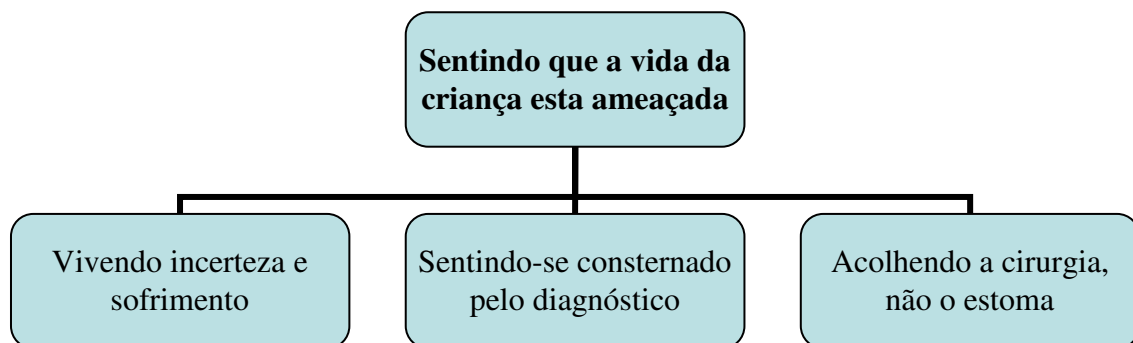 Sentindo que a vida da
criança esta ameaçada
Vivendo incerteza e
sofrimento
Sentindo-se consternado
pelo diagnóstico
Acolhendo a cirurgia,
não o estoma